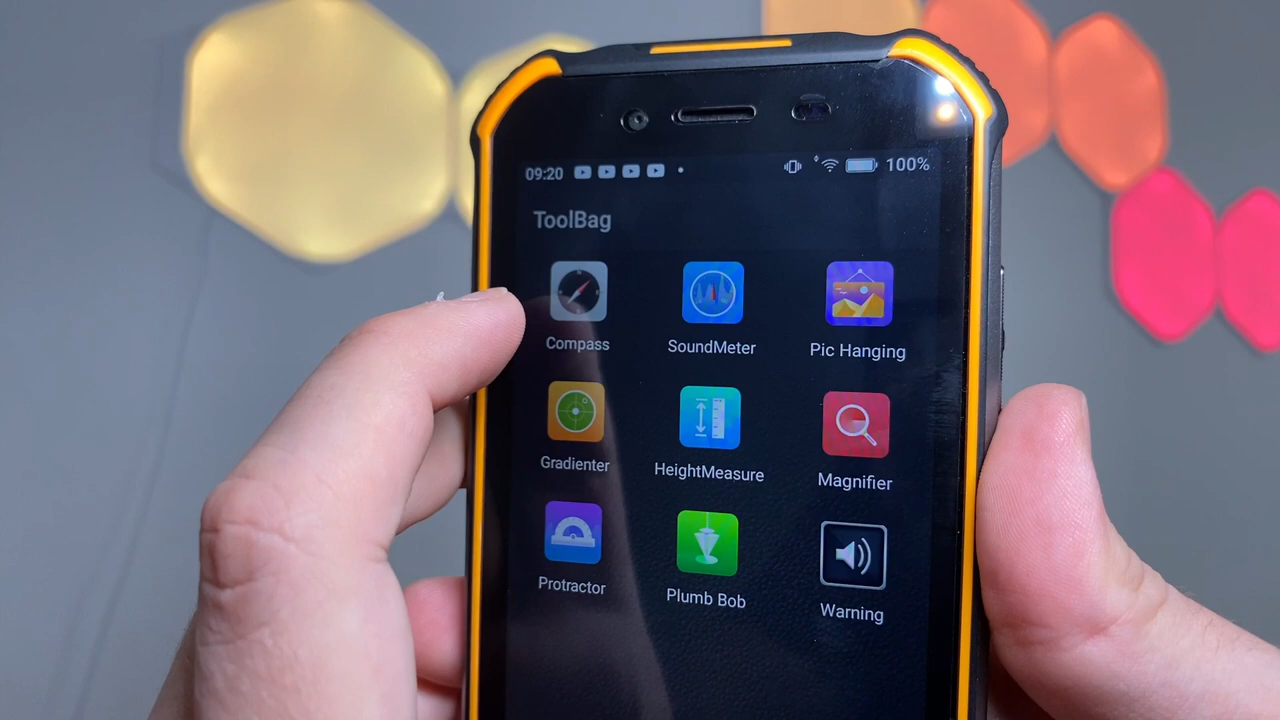 09:20 100%
ToolBag
Compass SoundMeter Pic Hanging
Gradienter HeightMeasure Magnifier
Protractor Plumb Bob Warning